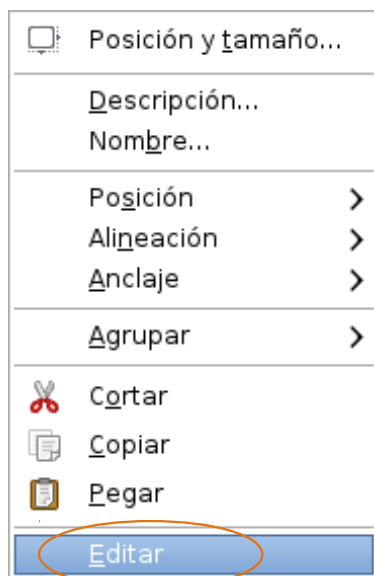 Posición y tamaño...
Descripción...
Nombre...
Posición
Alineación
Anclaje
Agrupar
Cortar
Copiar
Pegar
Editar